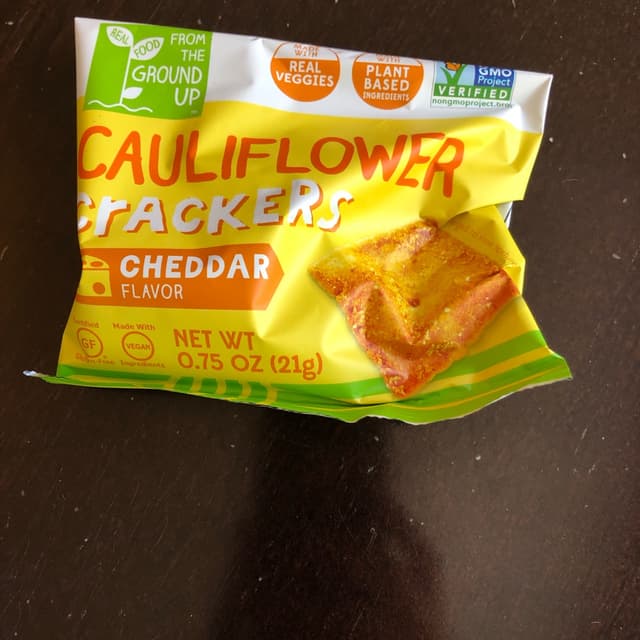 REAL FOOD
FROM
THE
GROUND
UP
MADE
WITH
REAL
VEGGIES
WITH
PLANT
BASED
INGREDIENTS
GMO
Project
VERIFIED
nongmoproject.org
CAULIFLOWER
CRACKERS
CHEDDAR
FLAVOR
GF
Made With
VEGAN
Ingredients
NET WT
0.75 OZ (21g)